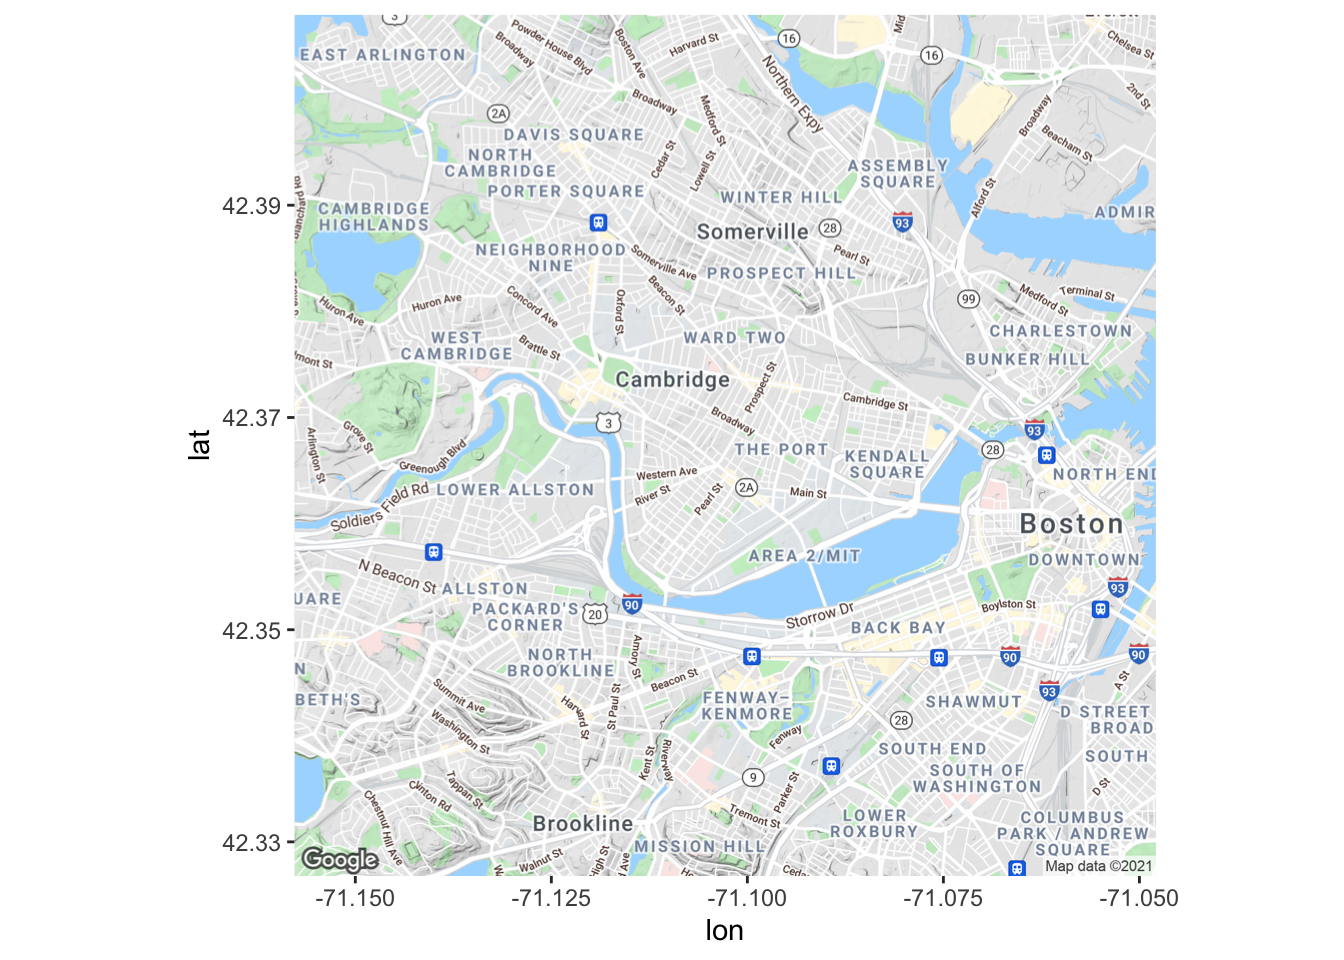 3
16
Mid
Chelsea St
EAST ARLINGTON
Powder House Blvd
Broadway
Boston Ave
Harvard St
16
Northern Expy
2nd St
2A
Broadway
Medford St
Broadway
Beacham St
DAVIS SQUARE
NORTH
CAMBRIDGE
Cedar St
Lowell St
ASSEMBLY
SQUARE
PORTER SQUARE
WINTER HILL
Alford St
42.39
CAMBRIDGE
HIGHLANDS
Somerville
28
93
ADMIR
NEIGHBORHOOD
NINE
Somerville Ave
Pearl St
PROSPECT HILL
Beacon St
99
Medford St
Terminal St
Huron Ave
Huron Ave
Concord Ave
Oxford St
CHARLESTOWN
WEST
CAMBRIDGE
Brattle St
WARD TWO
BUNKER HILL
mont St
Cambridge
Prospect St
Cambridge St
42.37
lat
3
Broadway
93
Grove St
Arlington St
Greenough Blvd
THE PORT
KENDALL
SQUARE
28
NORTH END
Western Ave
LOWER ALLSTON
River St
Pearl St
2A
Main St
Soldiers Field Rd
Boston
AREA 2/MIT
DOWNTOWN
N Beacon St
ALLSTON
93
UARE
PACKARD'S
CORNER
20
90
Storrow Dr
Boylston St
42.35
BACK BAY
NORTH
BROOKLINE
Amory St
90
90
N
BETH'S
Beacon St
Summit Ave
Harvard St
St Paul St
FENWAY–
KENMORE
SHAWMUT
93
A St
D STREET
BROAD
Washington St
28
Fenway
SOUTH END
SOUTH
Kent St
Riverway
9
Parker St
SOUTH OF
WASHINGTON
D St
Tappan St
Clinton Rd
Chestnut Hill Ave
Brookline
Tremont St
LOWER
ROXBURY
COLUMBUS
PARK / ANDREW
SQUARE
42.33
MISSION HILL
Google
Walnut St
High St
Ave
Map data ©2021
-71.150
-71.125
-71.100
-71.075
-71.050
lon